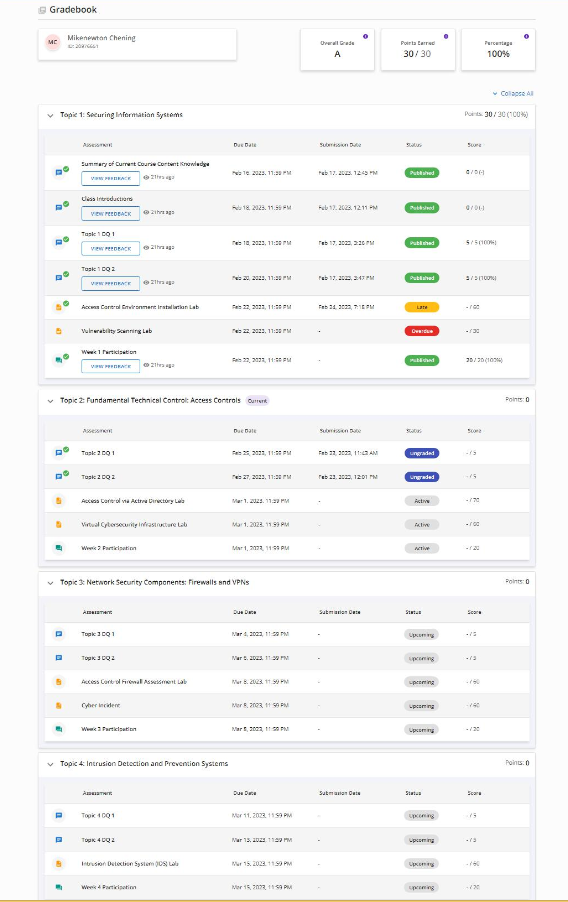 Gradebook
MC
Mikenewton Chening
ID: 20916651
Overall Grade
A
Points Earned
30 / 30
Percentage
100%
Collapse All
Topic 1: Securing Information Systems Points: 30 / 30 (100%)
Assessment Due Date Submission Date Status Score
Summary of Current Course Content Knowledge
VIEW FEEDBACK 21hrs ago Feb 16, 2023, 11:59 PM Feb 17, 2023, 12:43 PM Published 0 / 0 (-)
Class Introductions
VIEW FEEDBACK 21hrs ago Feb 18, 2023, 11:59 PM Feb 17, 2023, 12:11 PM Published 0 / 0 (-)
Topic 1 DQ 1
VIEW FEEDBACK 21hrs ago Feb 18, 2023, 11:59 PM Feb 17, 2023, 3:26 PM Published 5 / 5 (100%)
Topic 1 DQ 2
VIEW FEEDBACK 21hrs ago Feb 20, 2023, 11:59 PM Feb 17, 2023, 3:47 PM Published 5 / 5 (100%)
Access Control Environment Installation Lab Feb 22, 2023, 11:59 PM Feb 24, 2023, 7:18 PM Late - / 60
Vulnerability Scanning Lab Feb 22, 2023, 11:59 PM - Overdue - / 30
Week 1 Participation
VIEW FEEDBACK 21hrs ago Feb 22, 2023, 11:59 PM - Published 20 / 20 (100%)
Topic 2: Fundamental Technical Control: Access Controls Current Points: 0
Assessment Due Date Submission Date Status Score
Topic 2 DQ 1 Feb 25, 2023, 11:59 PM Feb 23, 2023, 11:43 AM Ungraded - / 5
Topic 2 DQ 2 Feb 27, 2023, 11:59 PM Feb 23, 2023, 12:01 PM Ungraded - / 5
Access Control via Active Directory Lab Mar 1, 2023, 11:59 PM - Active - / 70
Virtual Cybersecurity Infrastructure Lab Mar 1, 2023, 11:59 PM - Active - /
Week 2 Participation Mar 1, 2023, 11:59 PM - Active - / 20
Topic 3: Network Security Components: Firewalls and VPNs Points: 0
Assessment Due Date Submission Date Status Score
Topic 3 DQ 1 Mar 4, 2023, 11:59 PM - Upcoming - / 5
Topic 3 DQ 2 Mar 6, 2023, 11:59 PM - Upcoming - / 5
Access Control Firewall Assessment Lab Mar 8, 2023, 11:59 PM - Upcoming - / 60
Cyber Incident Mar 8, 2023, 11:59 PM - Upcoming - / 60
Week 3 Participation Mar 8, 2023, 11:59 PM - Upcoming - / 20
Topic 4: Intrusion Detection and Prevention Systems Points: 0
Assessment Due Date Submission Date Status Score
Topic 4 DQ 1 Mar 11, 2023, 11:59 PM - Upcoming - / 5
Topic 4 DQ 2 Mar 13, 2023, 11:59 PM - Upcoming - / 5
Intrusion Detection System (IDS) Lab Mar 15, 2023, 11:59 PM - Upcoming - / 60
Week 4 Participation Mar 15, 2023, 11:59 PM - Upcoming - / 20